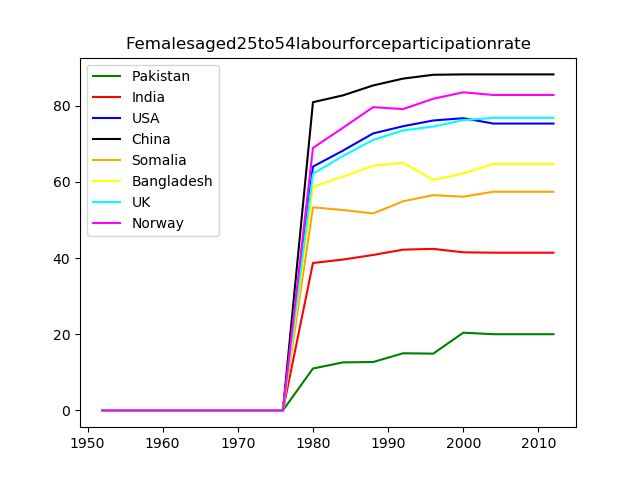 Femalesaged25to54labourforceparticipationrate
Pakistan
India
USA
China
Somalia
Bangladesh
UK
Norway
80
60
40
20
0
1950 1960 1970 1980 1990 2000 2010